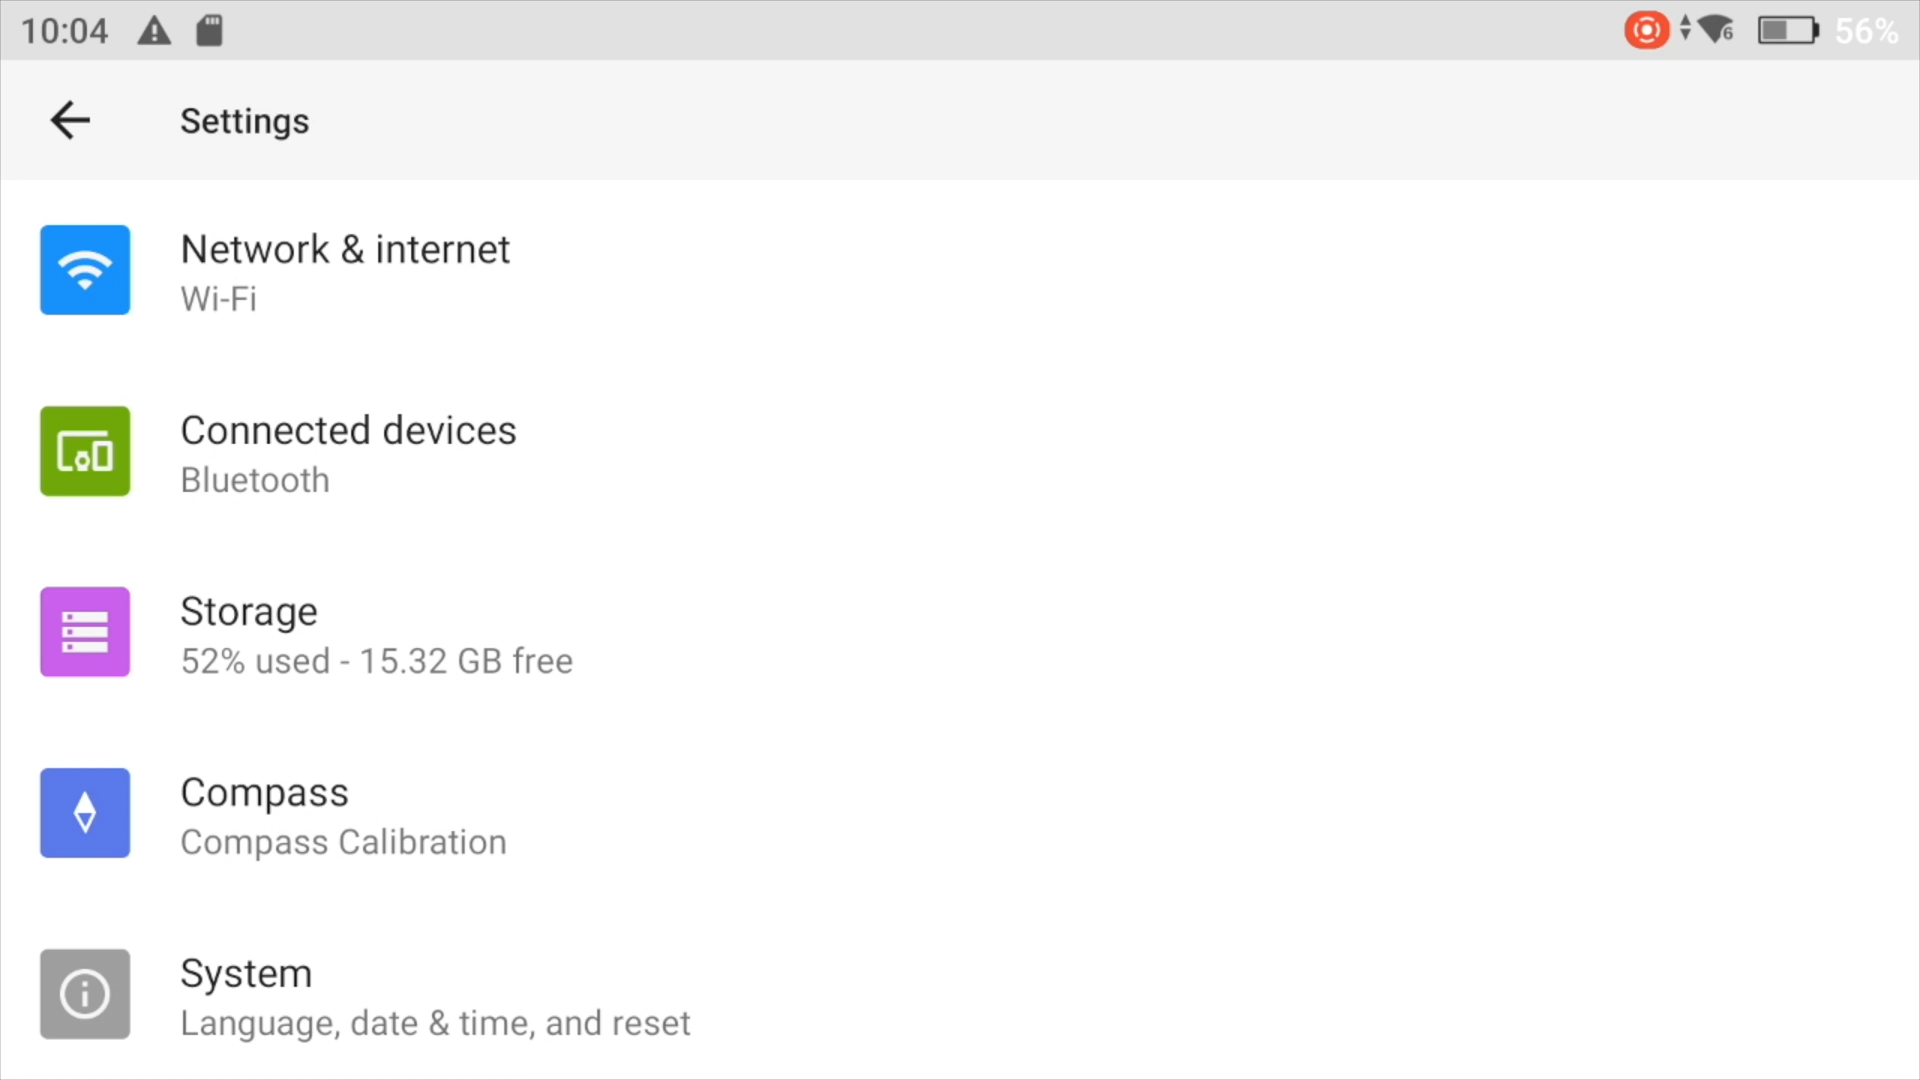 10:04
6
56%
Settings
Network & internet
Wi-Fi
Connected devices
Bluetooth
Storage
52% used - 15.32 GB free
Compass
Compass Calibration
System
Language, date & time, and reset